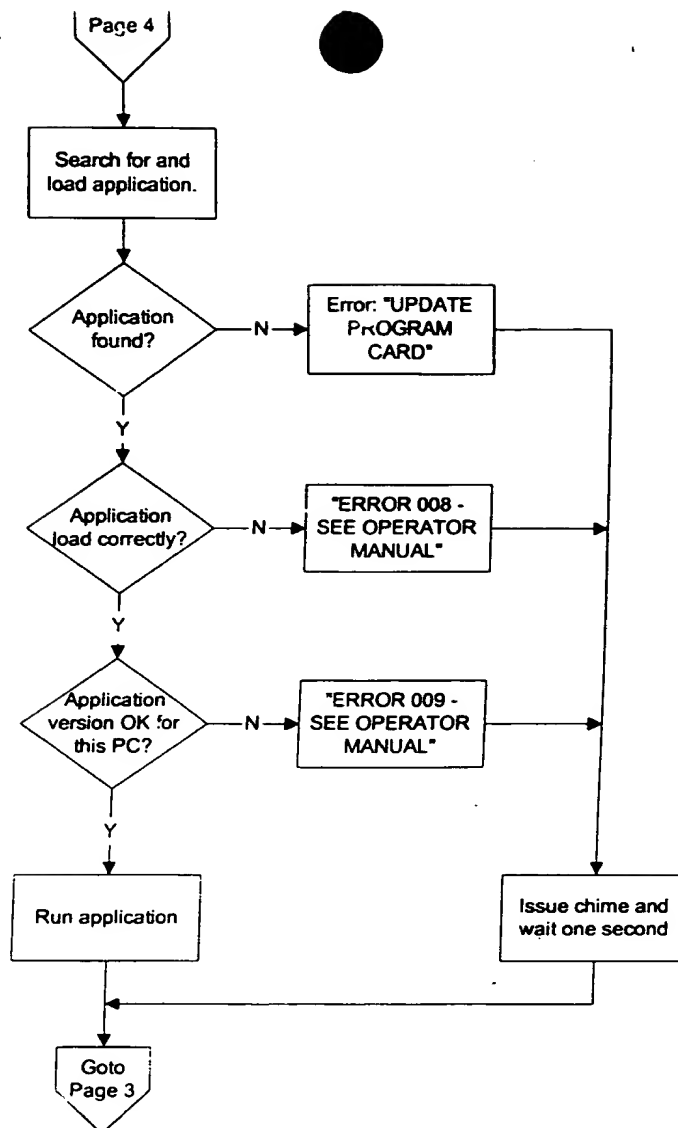 Page 4
Search for and
load application.
Application
found?
N
Error: "UPDATE
PROGRAM
CARD"
Y
Application
load correctly?
N
"ERROR 008 -
SEE OPERATOR
MANUAL"
Y
Application
version OK for
this PC?
N
"ERROR 009 -
SEE OPERATOR
MANUAL"
Y
Run application
Issue chime and
wait one second
Goto
Page 3